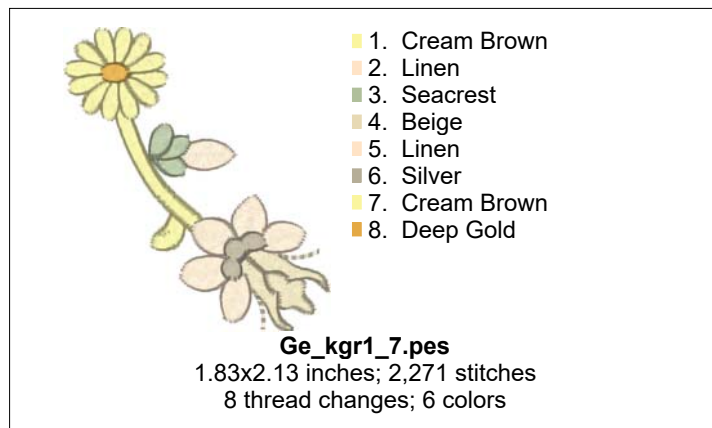 1. Cream Brown
2. Linen
3. Seacrest
4. Beige
5. Linen
6. Silver
7. Cream Brown
8. Deep Gold
Ge_kgr1_7.pes
1.83x2.13 inches; 2,271 stitches
8 thread changes; 6 colors